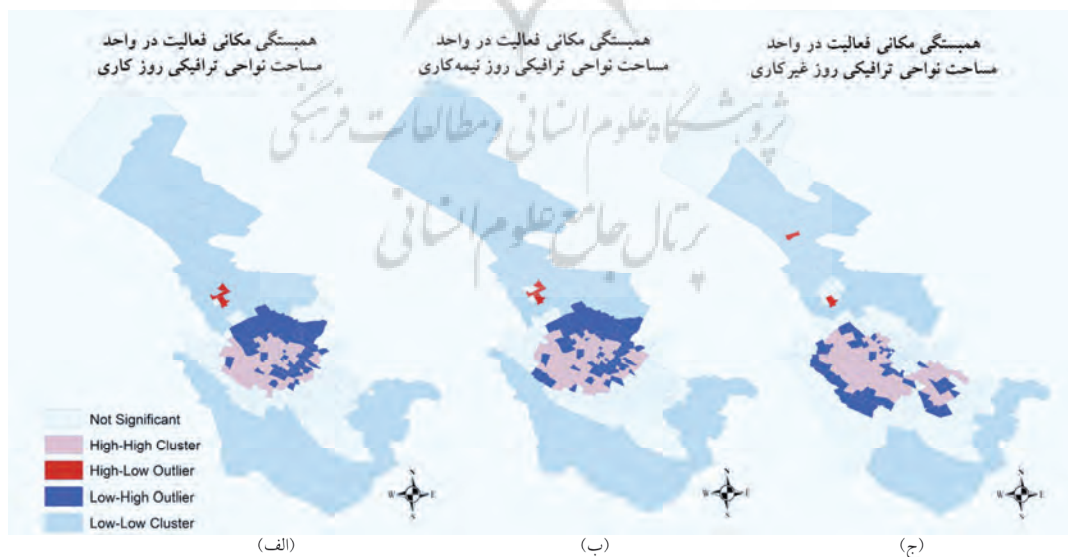 همبستگی مکانی فعالیت در واحد
مساحت نواحی ترافیکی روز غیرکاری
همبستگی مکانی فعالیت در واحد
مساحت نواحی ترافیکی روز نیمه‌کاری
همبستگی مکانی فعالیت در واحد
مساحت نواحی ترافیکی روز کاری
پژوهشگاه علوم انسانی و مطالعات فرهنگی
پرتال جامع علوم انسانی
Not Significant
High-High Cluster
High-Low Outlier
Low-High Outlier
Low-Low Cluster
N
W E
S
N
W E
S
N
W E
S
(الف)
(ب)
(ج)